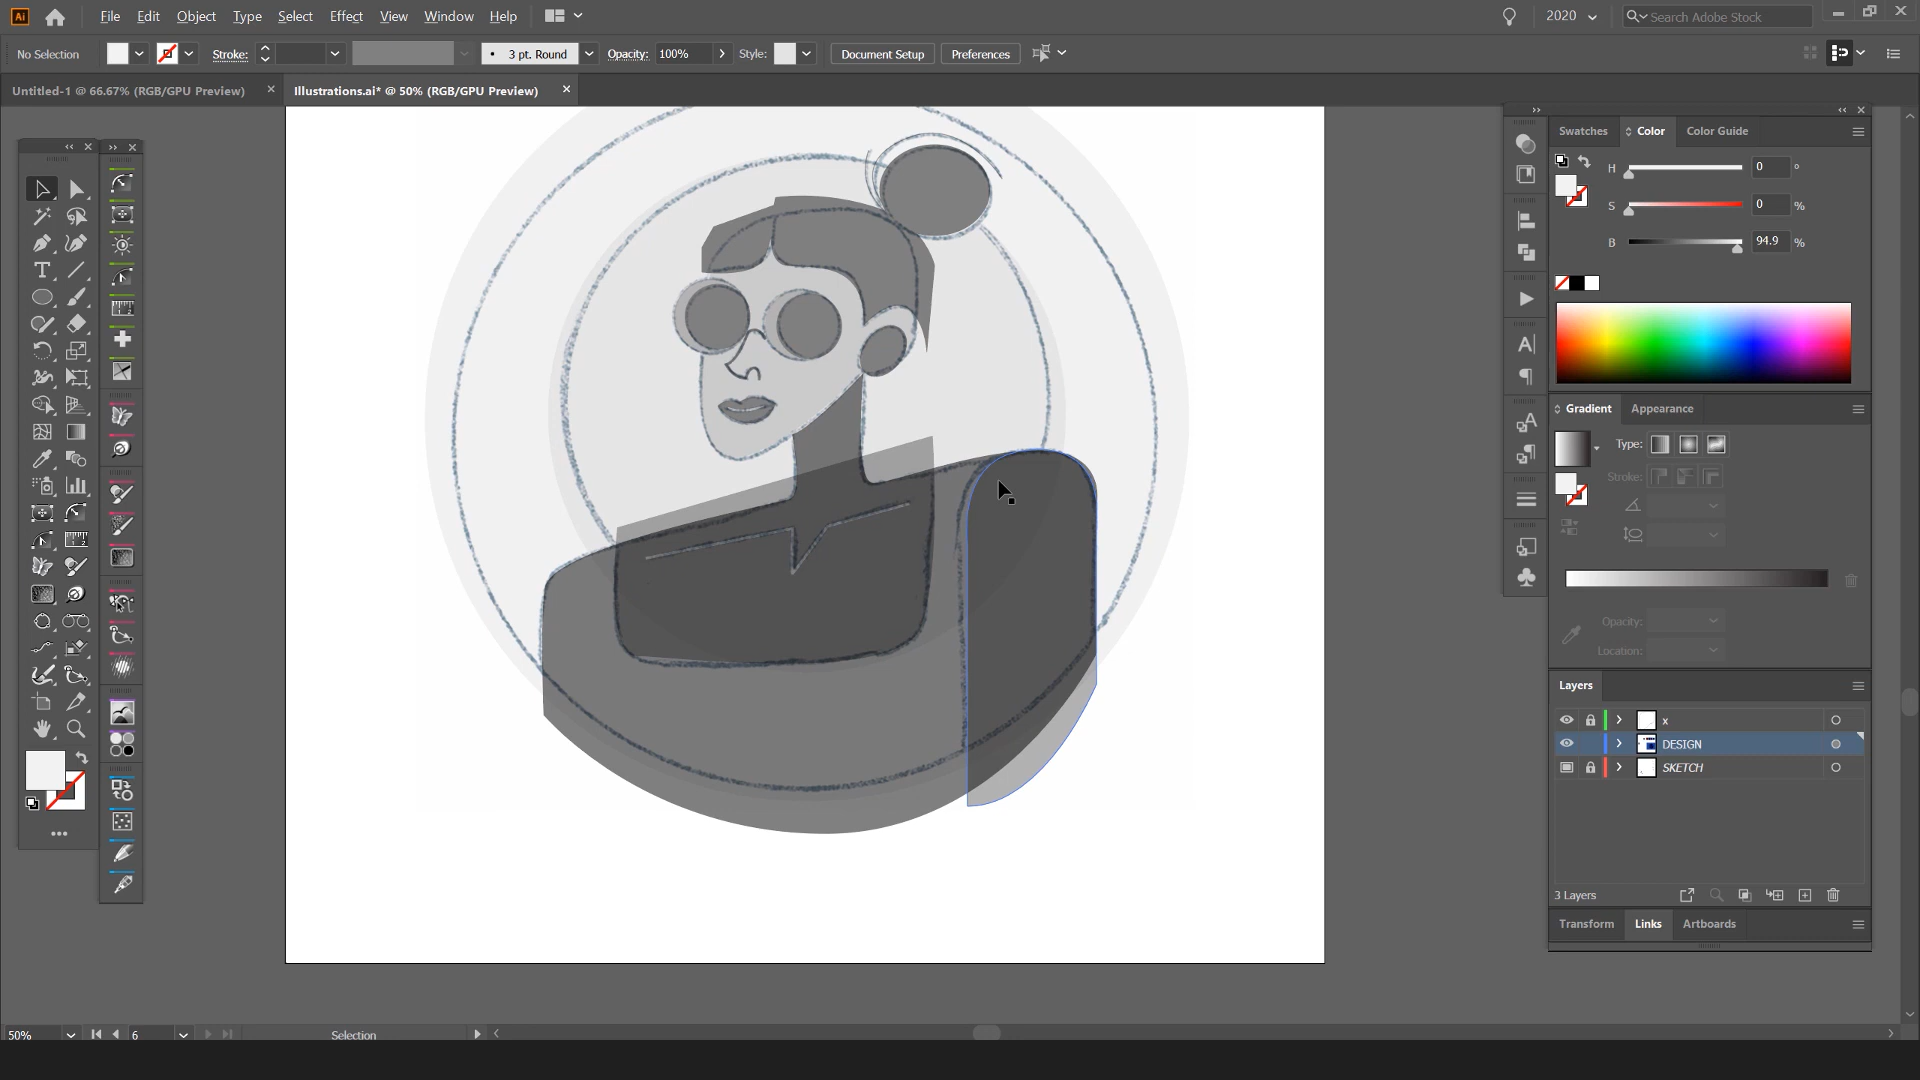 Ai File Edit Object Type Select Effect View Window Help 2020 Search Adobe Stock
No Selection Stroke: 3 pt. Round Opacity: 100% Style: Document Setup Preferences
Untitled-1 @ 66.67% (RGB/GPU Preview) Illustrations.ai* @ 50% (RGB/GPU Preview)
Swatches Color Color Guide
H 0 °
S 0 %
B 94.9 %
Gradient Appearance
Type:
Stroke:
Opacity:
Location:
Layers
x
DESIGN
SKETCH
3 Layers
Transform Links Artboards
50% 6 Selection